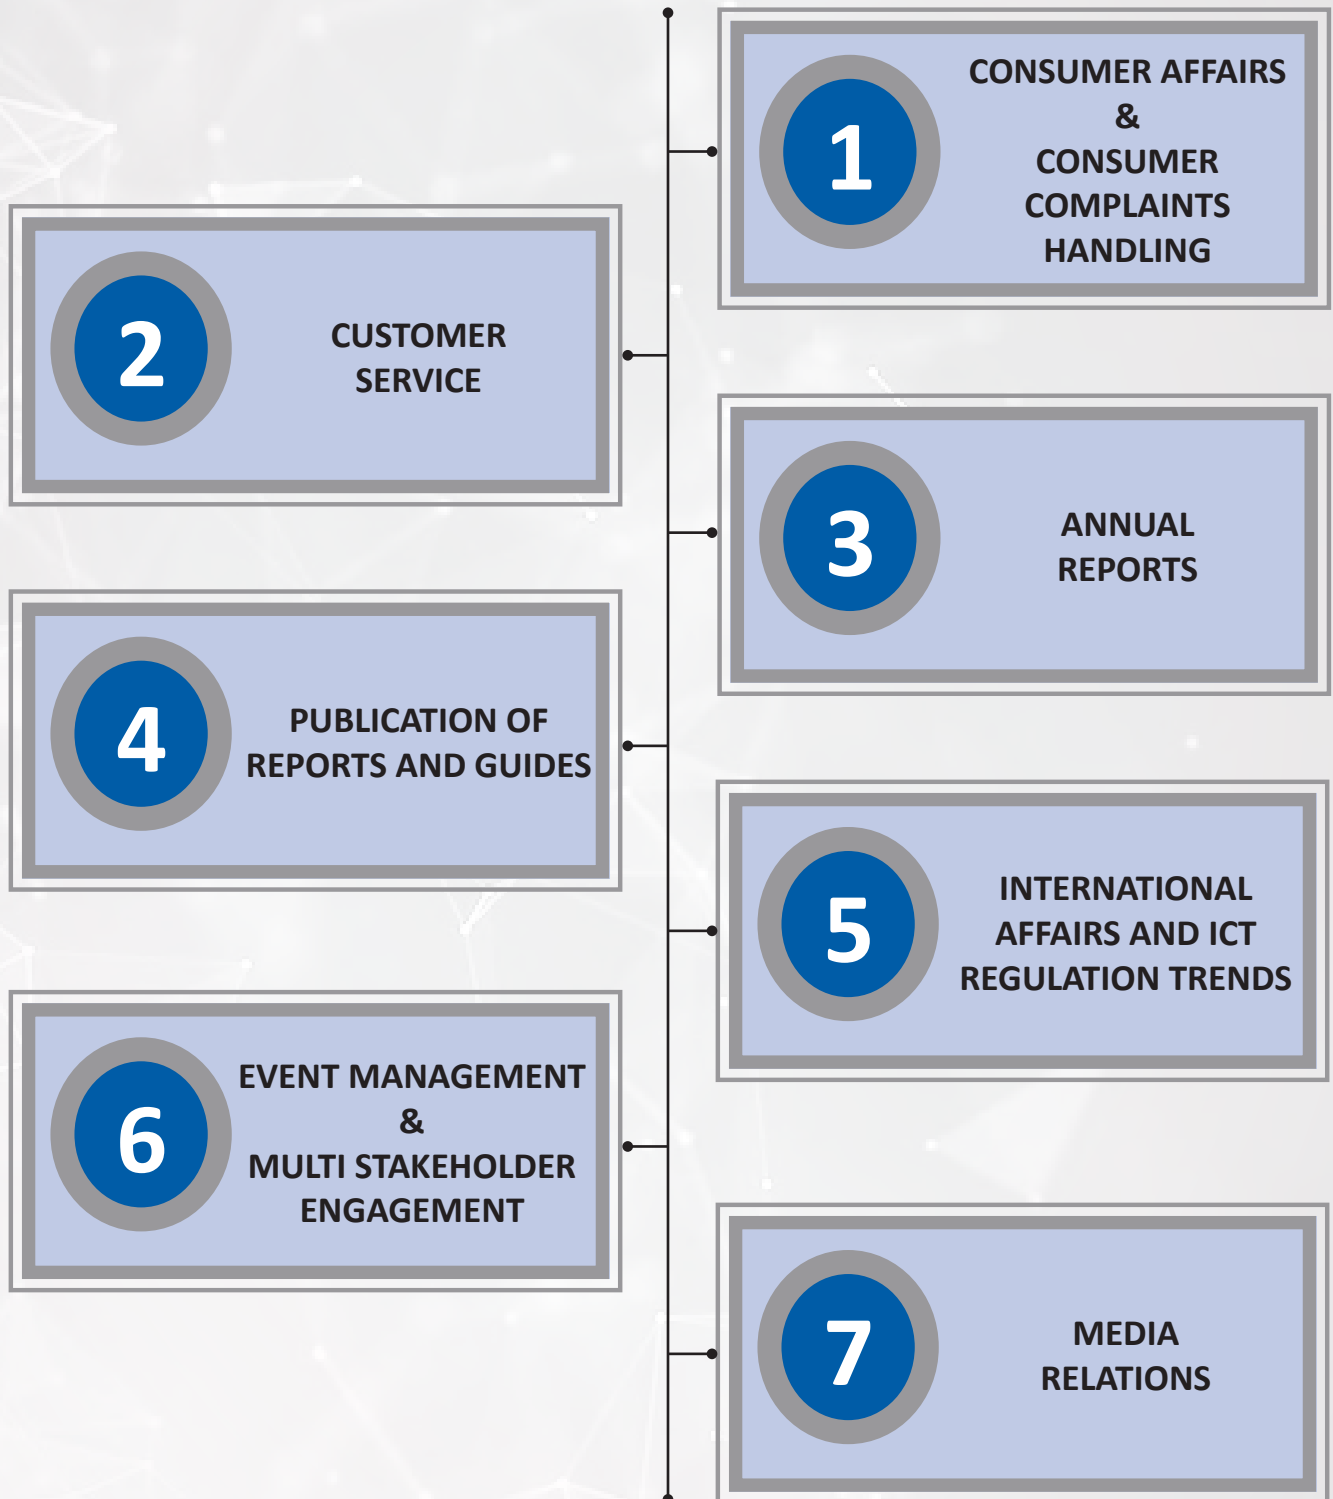 1
CONSUMER AFFAIRS
&
CONSUMER
COMPLAINTS
HANDLING
2
CUSTOMER
SERVICE
3
ANNUAL
REPORTS
4
PUBLICATION OF
REPORTS AND GUIDES
5
INTERNATIONAL
AFFAIRS AND ICT
REGULATION TRENDS
6
EVENT MANAGEMENT
&
MULTI STAKEHOLDER
ENGAGEMENT
7
MEDIA
RELATIONS